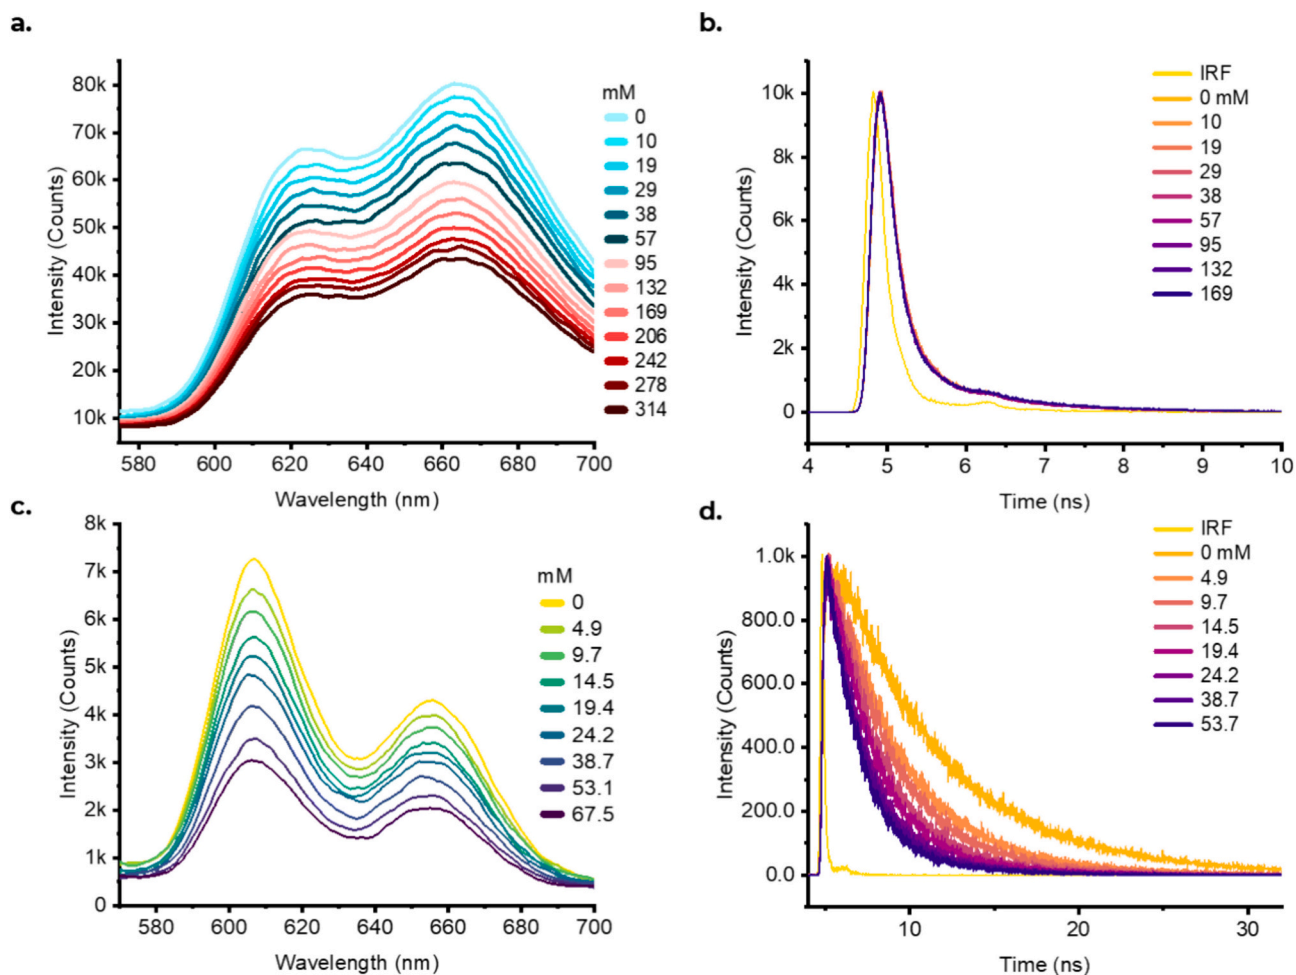 a.
80k
70k
60k
50k
40k
30k
20k
10k
Intensity (Counts)
580 600 620 640 660 680 700
Wavelength (nm)
mM
0
10
19
29
38
57
95
132
169
206
242
278
314
b.
10k
8k
6k
4k
2k
0
Intensity (Counts)
4 5 6 7 8 9 10
Time (ns)
IRF
0 mM
10
19
29
38
57
95
132
169
c.
8k
7k
6k
5k
4k
3k
2k
1k
0
Intensity (Counts)
580 600 620 640 660 680 700
Wavelength (nm)
mM
0
4.9
9.7
14.5
19.4
24.2
38.7
53.1
67.5
d.
1.0k
800.0
600.0
400.0
200.0
0.0
Intensity (Counts)
10 20 30
Time (ns)
IRF
0 mM
4.9
9.7
14.5
19.4
24.2
38.7
53.7